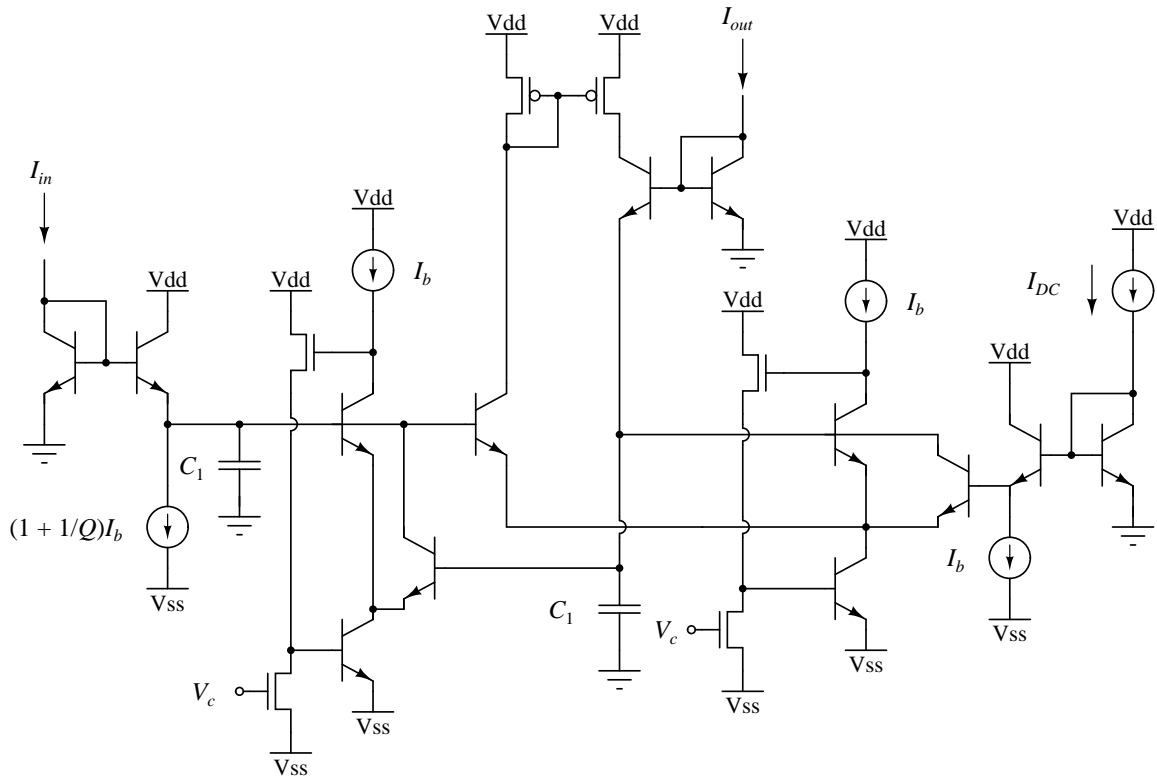 Vdd Vdd I_out
I_in Vdd Vdd Vdd
Vdd I_b I_DC
Vdd Vdd I_b Vdd
C_1
(1 + 1/Q)I_b I_b
Vss C_1 V_c Vss
V_c Vss Vss
Vss Vss